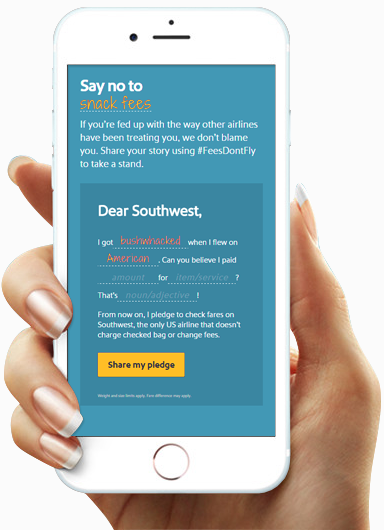 Say no to
snack fees
If you're fed up with the way other airlines
have been treating you, we don't blame
you. Share your story using #FeesDontFly
to take a stand.
Dear Southwest,
I got bushwhacked when I flew on
American. Can you believe I paid
amount for item/service?
That's noun/adjective!
From now on, I pledge to check fares on
Southwest, the only US airline that doesn't
charge checked bag or change fees.
Share my pledge
Weight and size limits apply. Fare difference may apply.